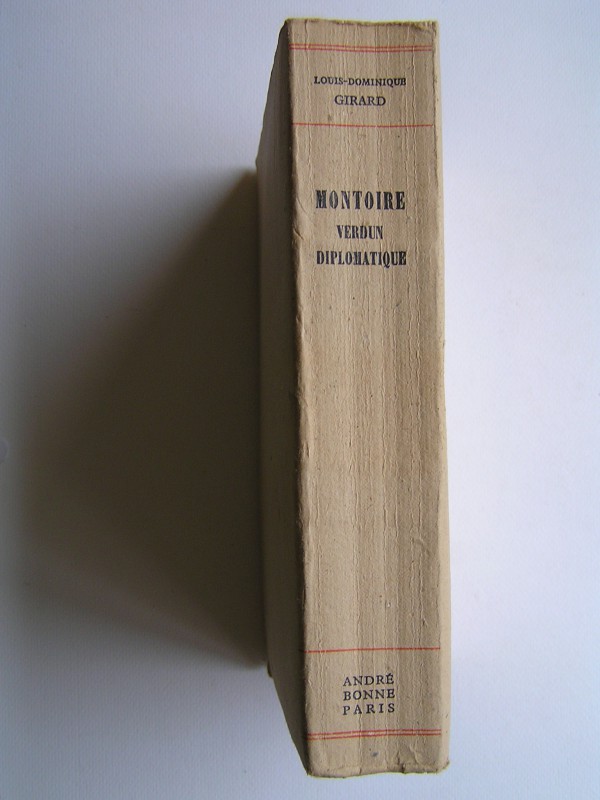 LOUIS-DOMINIQUE
GIRARD
MONTOIRE
VERDUN
DIPLOMATIQUE
ANDRÉ
BONNE
PARIS